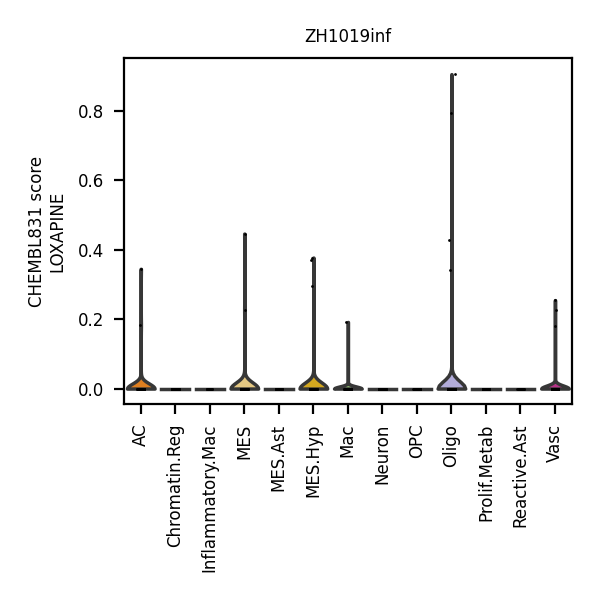 ZH1019inf
CHEMBL831 score
LOXAPINE
0.8
0.6
0.4
0.2
0.0
AC
Chromatin.Reg
Inflammatory.Mac
MES
MES.Ast
MES.Hyp
Mac
Neuron
OPC
Oligo
Prolif.Metab
Reactive.Ast
Vasc